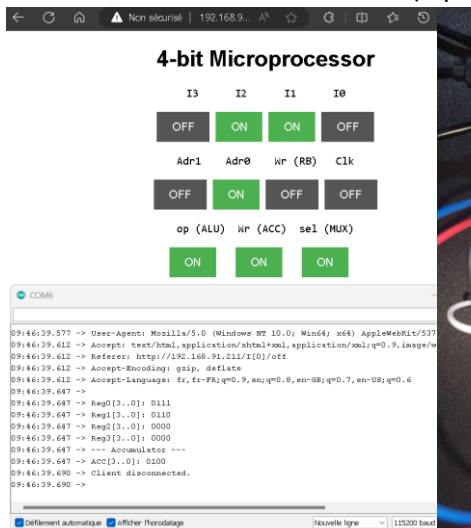 Non sécurisé | 192.168.9...
4-bit Microprocessor
I3 I2 I1 I0
OFF ON ON OFF
Adr1 Adr0 Wr (RB) Clk
OFF ON OFF OFF
op (ALU) Wr (ACC) sel (MUX)
ON ON ON
COM6
09:46:39.577 -> User-Agent: Mozilla/5.0 (Windows NT 10.0; Win64; x64) AppleWebKit/537
09:46:39.612 -> Accept: text/html,application/xhtml+xml,application/xml;q=0.9,image/w
09:46:39.612 -> Referer: http://192.168.91.211/I[0]/off
09:46:39.612 -> Accept-Encoding: gzip, deflate
09:46:39.612 -> Accept-Language: fr,fr-FR;q=0.9,en;q=0.8,en-GB;q=0.7,en-US;q=0.6
09:46:39.647 ->
09:46:39.647 -> Reg0[3..0]: 0111
09:46:39.647 -> Reg1[3..0]: 0110
09:46:39.647 -> Reg2[3..0]: 0000
09:46:39.647 -> Reg3[3..0]: 0000
09:46:39.647 -> --- Accumulator ---
09:46:39.647 -> ACC[3..0]: 0100
09:46:39.690 -> Client disconnected.
09:46:39.690 ->
Défilement automatique Afficher l'horodatage Nouvelle ligne 115200 baud